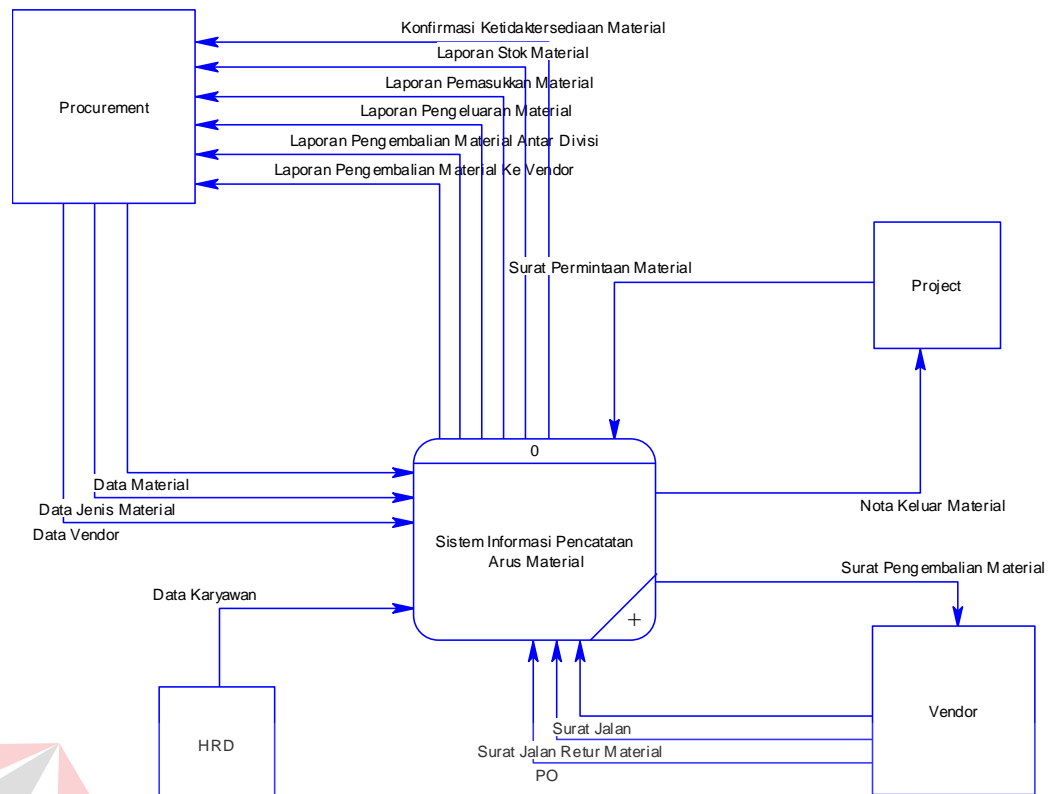 Konfirmasi Ketidaktersediaan Material
Laporan Stok Material
Laporan Pemasukkan Material
Procurement
Laporan Pengeluaran Material
Laporan Pengembalian Material Antar Divisi
Laporan Pengembalian Material Ke Vendor
Surat Permintaan Material
Project
0
Data Material
Data Jenis Material
Data Vendor
Nota Keluar Material
Sistem Informasi Pencatatan
Arus Material
Surat Pengembalian Material
Data Karyawan
+
Vendor
Surat Jalan
HRD
Surat Jalan Retur Material
PO